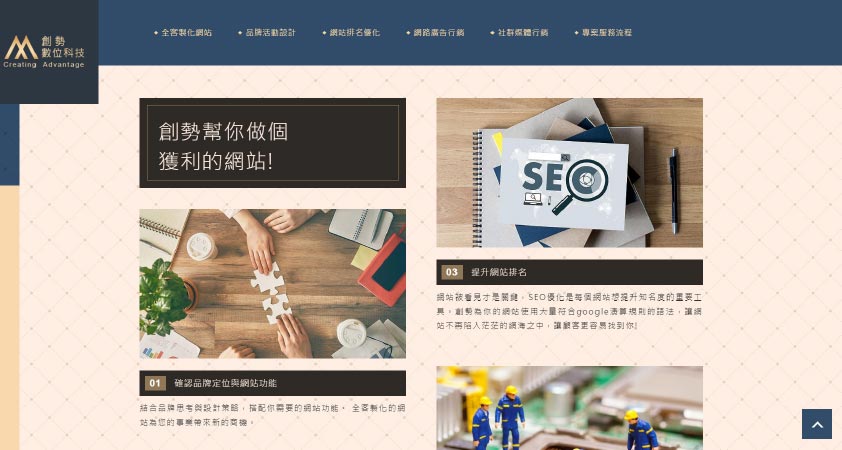 創勢
數位科技
Creating Advantage
◆ 全客製化網站
◆ 品牌活動設計
◆ 網站排名優化
◆ 網路廣告行銷
◆ 社群媒體行銷
◆ 專案服務流程
創勢幫你做個
獲利的網站!
01 確認品牌定位與網站功能
結合品牌思考與設計策略，搭配你需要的網站功能， 全客製化的網
站為您的事業帶來新的商機。
SEO
03 提升網站排名
網站被看見才是關鍵，SEO優化是每個網站想提升知名度的重要工
具，創勢為你的網站使用大量符合google演算規則的語法，讓網
站不再陷入茫茫的網海之中，讓顧客更容易找到你!